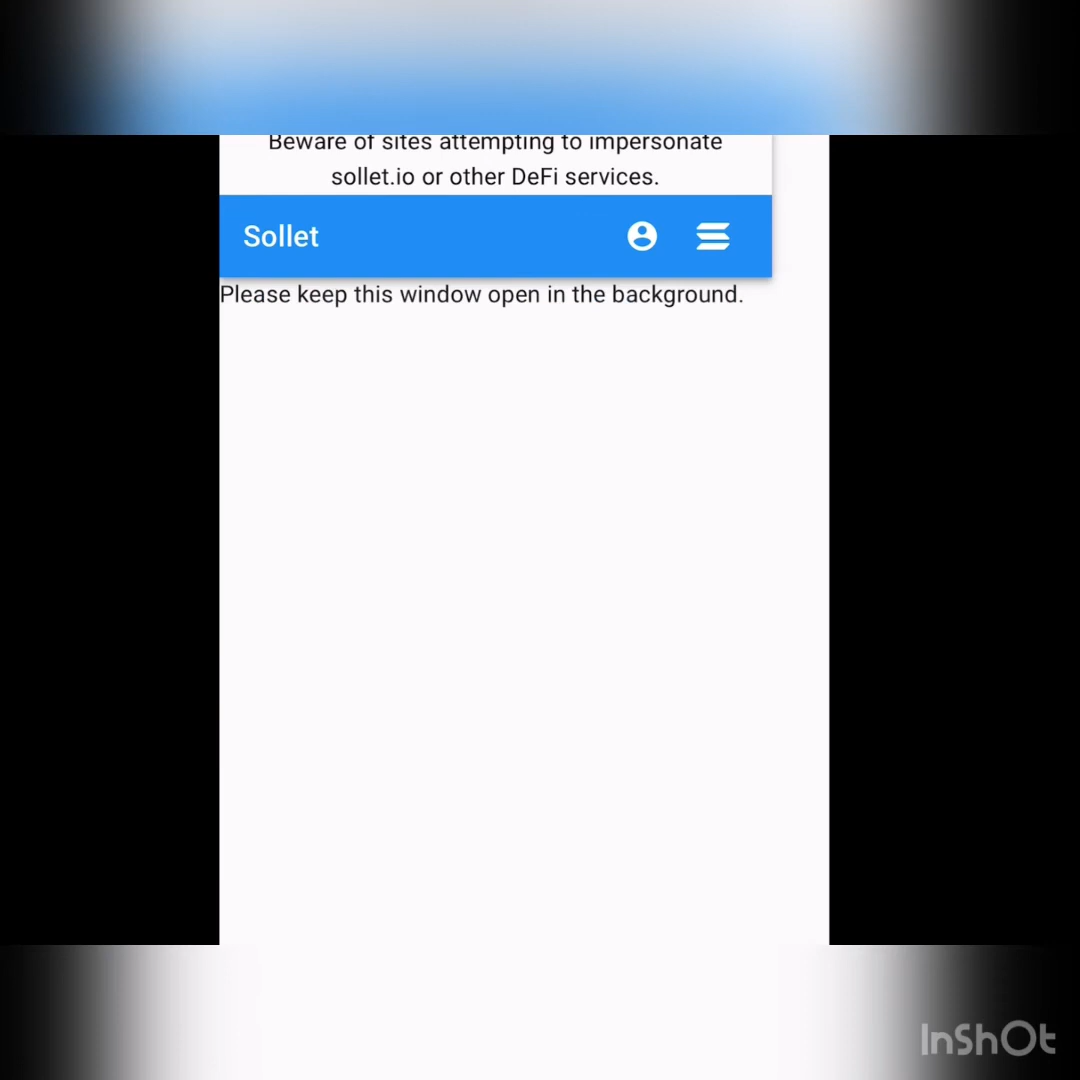 Beware of sites attempting to impersonate
sollet.io or other DeFi services.
Sollet
Please keep this window open in the background.
InShOt